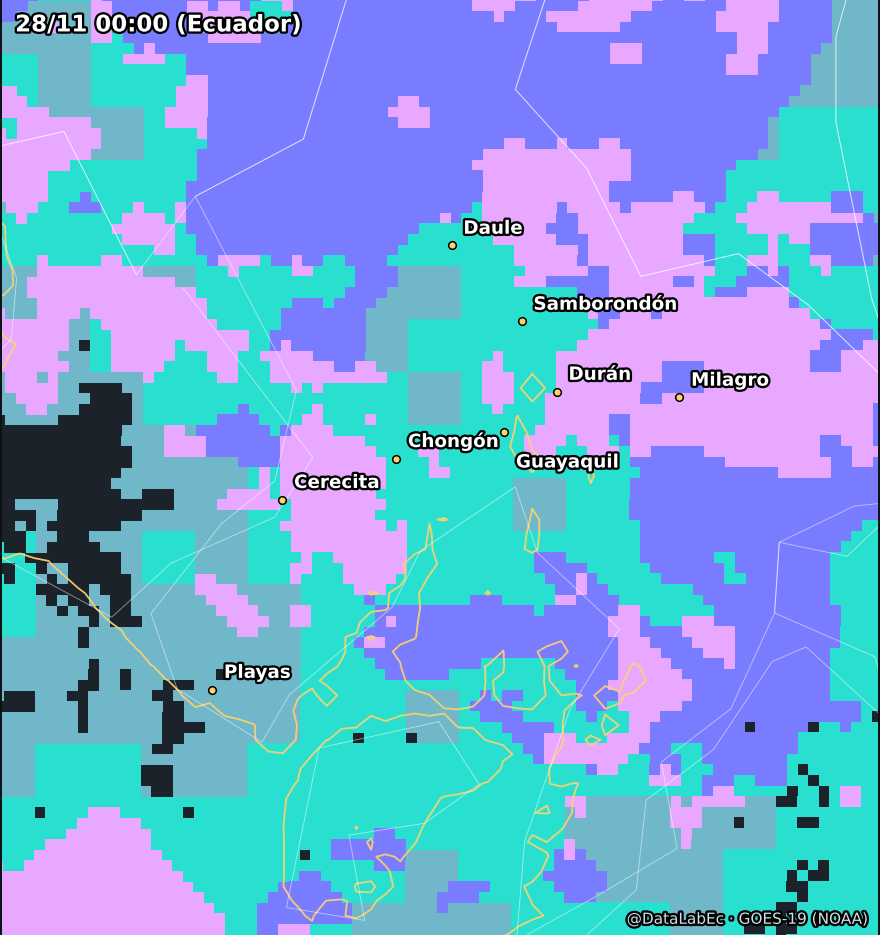 28/11 00:00 (Ecuador)
Daule
Samborondón
Durán
Milagro
Chongón
Guayaquil
Cerecita
Playas
@DataLabEc · GOES-19 (NOAA)